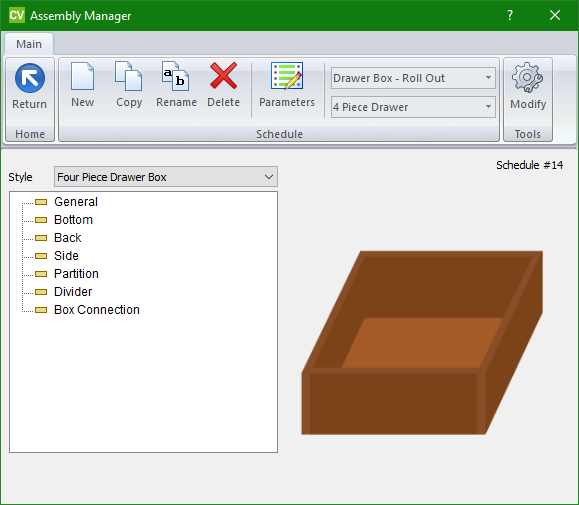 CV Assembly Manager ?
Main
Return
New
Copy
a b
Rename
Delete
Parameters
Drawer Box - Roll Out
4 Piece Drawer
Modify
Home
Schedule
Tools
Schedule #14
Style
Four Piece Drawer Box
General
Bottom
Back
Side
Partition
Divider
Box Connection